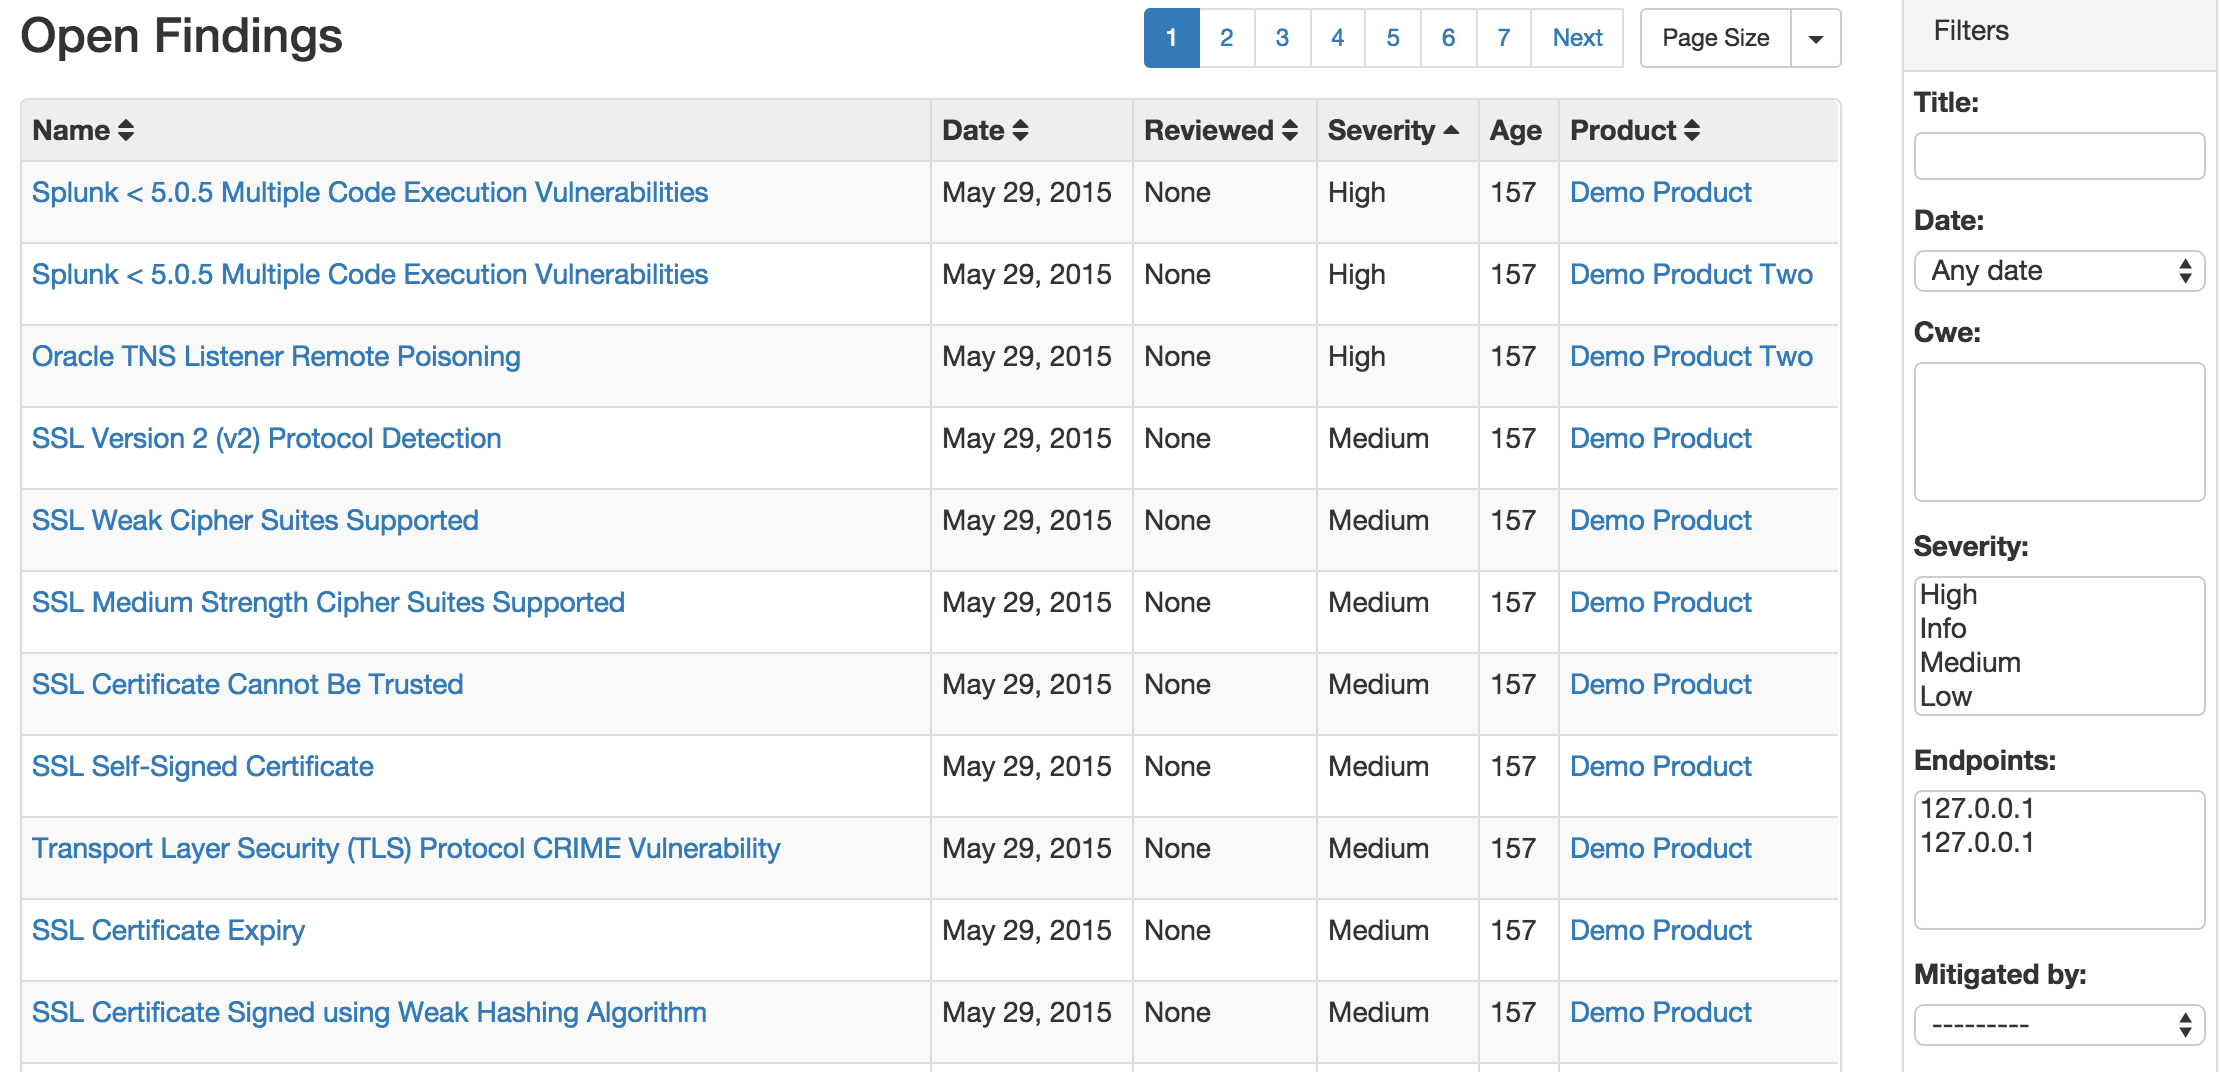 Open Findings
1 2 3 4 5 6 7 Next Page Size
Name Date Reviewed Severity Age Product
Splunk < 5.0.5 Multiple Code Execution Vulnerabilities May 29, 2015 None High 157 Demo Product
Splunk < 5.0.5 Multiple Code Execution Vulnerabilities May 29, 2015 None High 157 Demo Product Two
Oracle TNS Listener Remote Poisoning May 29, 2015 None High 157 Demo Product Two
SSL Version 2 (v2) Protocol Detection May 29, 2015 None Medium 157 Demo Product
SSL Weak Cipher Suites Supported May 29, 2015 None Medium 157 Demo Product
SSL Medium Strength Cipher Suites Supported May 29, 2015 None Medium 157 Demo Product
SSL Certificate Cannot Be Trusted May 29, 2015 None Medium 157 Demo Product
SSL Self-Signed Certificate May 29, 2015 None Medium 157 Demo Product
Transport Layer Security (TLS) Protocol CRIME Vulnerability May 29, 2015 None Medium 157 Demo Product
SSL Certificate Expiry May 29, 2015 None Medium 157 Demo Product
SSL Certificate Signed using Weak Hashing Algorithm May 29, 2015 None Medium 157 Demo Product
Filters
Title:
Date:
Any date
Cwe:
Severity:
High
Info
Medium
Low
Endpoints:
127.0.0.1
127.0.0.1
Mitigated by:
---------